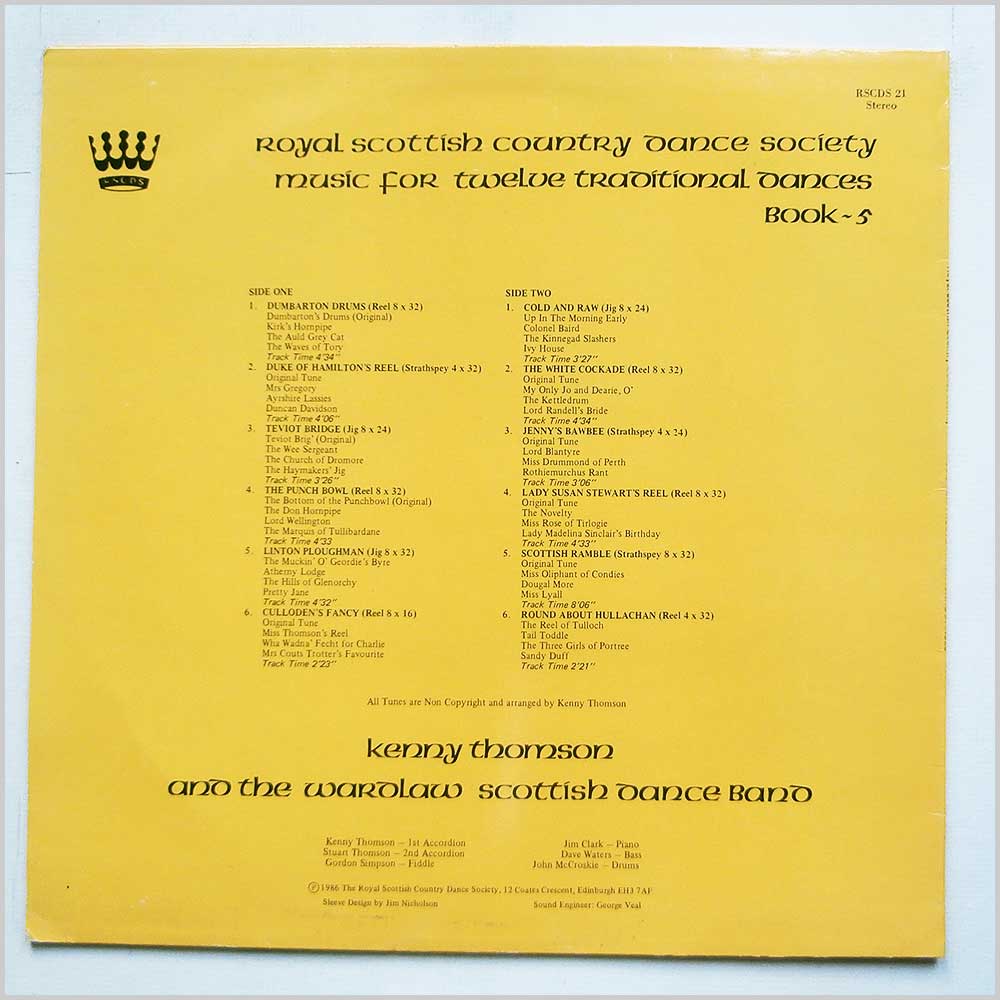 RSCDS 21
Stereo
RSCDS
Royal Scottish Country Dance Society
Music for Twelve Traditional Dances
Book ~ 5
SIDE ONE
1. DUMBARTON DRUMS (Reel 8 x 32)
Dumbarton's Drums (Original)
Kirk's Hornpipe
The Auld Grey Cat
The Waves of Tory
Track Time 4'34"
2. DUKE OF HAMILTON'S REEL (Strathspey 4 x 32)
Original Tune
Mrs Gregory
Ayrshire Lassies
Duncan Davidson
Track Time 4'06"
3. TEVIOT BRIDGE (Jig 8 x 24)
Teviot Brig' (Original)
The Wee Sergeant
The Church of Dromore
The Haymakers' Jig
Track Time 3'26"
4. THE PUNCH BOWL (Reel 8 x 32)
The Bottom of the Punchbowl (Original)
The Don Hornpipe
Lord Wellington
The Marquis of Tullibardane
Track Time 4'33
5. LINTON PLOUGHMAN (Jig 8 x 32)
The Muckin' O' Geordie's Byre
Atherny Lodge
The Hills of Glenorchy
Pretty Jane
Track Time 4'32"
6. CULLODEN'S FANCY (Reel 8 x 16)
Original Tune
Miss Thomson's Reel
Wha Wadna' Fecht for Charlie
Mrs Couts Trotter's Favourite
Track Time 2'23"
SIDE TWO
1. COLD AND RAW (Jig 8 x 24)
Up In The Morning Early
Colonel Baird
The Kinnegad Slashers
Ivy House
Track Time 3'27"
2. THE WHITE COCKADE (Reel 8 x 32)
Original Tune
My Only Jo and Dearie, O'
The Kettledrum
Lord Randell's Bride
Track Time 4'34"
3. JENNY'S BAWBEE (Strathspey 4 x 24)
Original Tune
Lord Blantyre
Miss Drummond of Perth
Rothiemurchus Rant
Track Time 3'06"
4. LADY SUSAN STEWART'S REEL (Reel 8 x 32)
Original Tune
The Novelty
Miss Rose of Tirlogie
Lady Madelina Sinclair's Birthday
Track Time 4'33"
5. SCOTTISH RAMBLE (Strathspey 8 x 32)
Original Tune
Miss Oliphant of Condies
Dougal More
Miss Lyall
Track Time 8'06"
6. ROUND ABOUT HULLACHAN (Reel 4 x 32)
The Reel of Tulloch
Tail Toddle
The Three Girls of Portree
Sandy Duff
Track Time 2'21"
All Tunes are Non Copyright and arranged by Kenny Thomson
Kenny Thomson
and the Wardlaw Scottish Dance Band
Kenny Thomson – 1st Accordion
Stuart Thomson – 2nd Accordion
Gordon Simpson – Fiddle
Jim Clark – Piano
Dave Waters – Bass
John McCroskie – Drums
Ⓟ 1986 The Royal Scottish Country Dance Society, 12 Coates Crescent, Edinburgh EH3 7AF
Sleeve Design by Jim Nicholson
Sound Engineer: George Veal